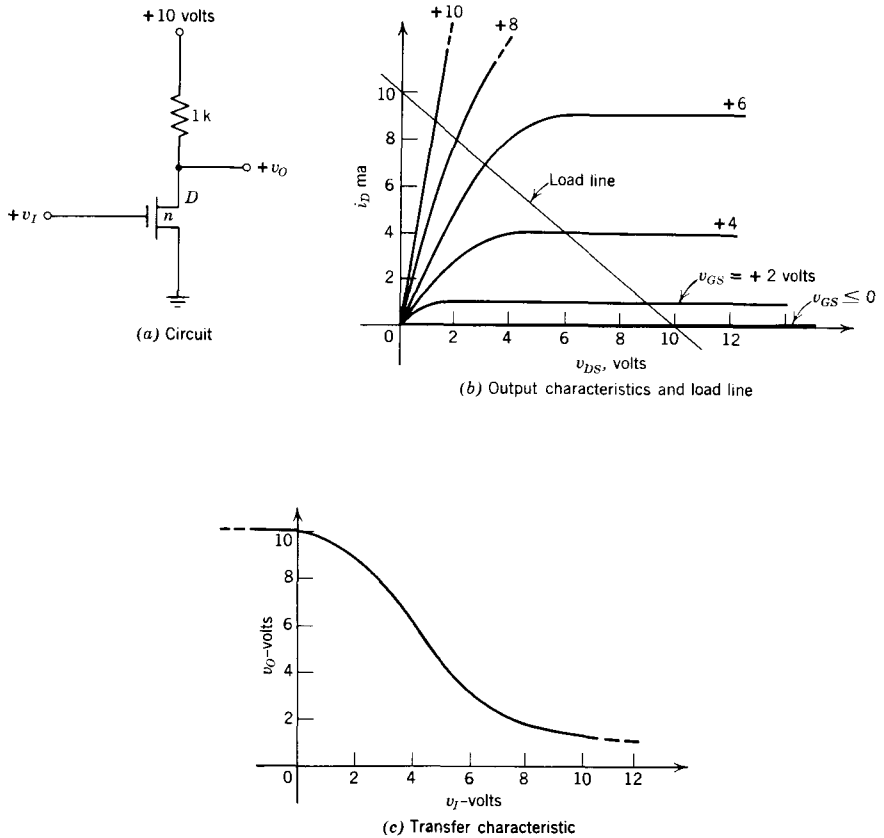 +10 volts
1 k
+v_O
D
n
+v_I
(a) Circuit
+10
+8
+6
+4
v_GS = + 2 volts
v_GS ≤ 0
Load line
i_D ma
10
8
6
4
2
0
2 4 6 8 10 12
v_DS, volts
(b) Output characteristics and load line
v_O-volts
10
8
6
4
2
0 2 4 6 8 10 12
v_I-volts
(c) Transfer characteristic